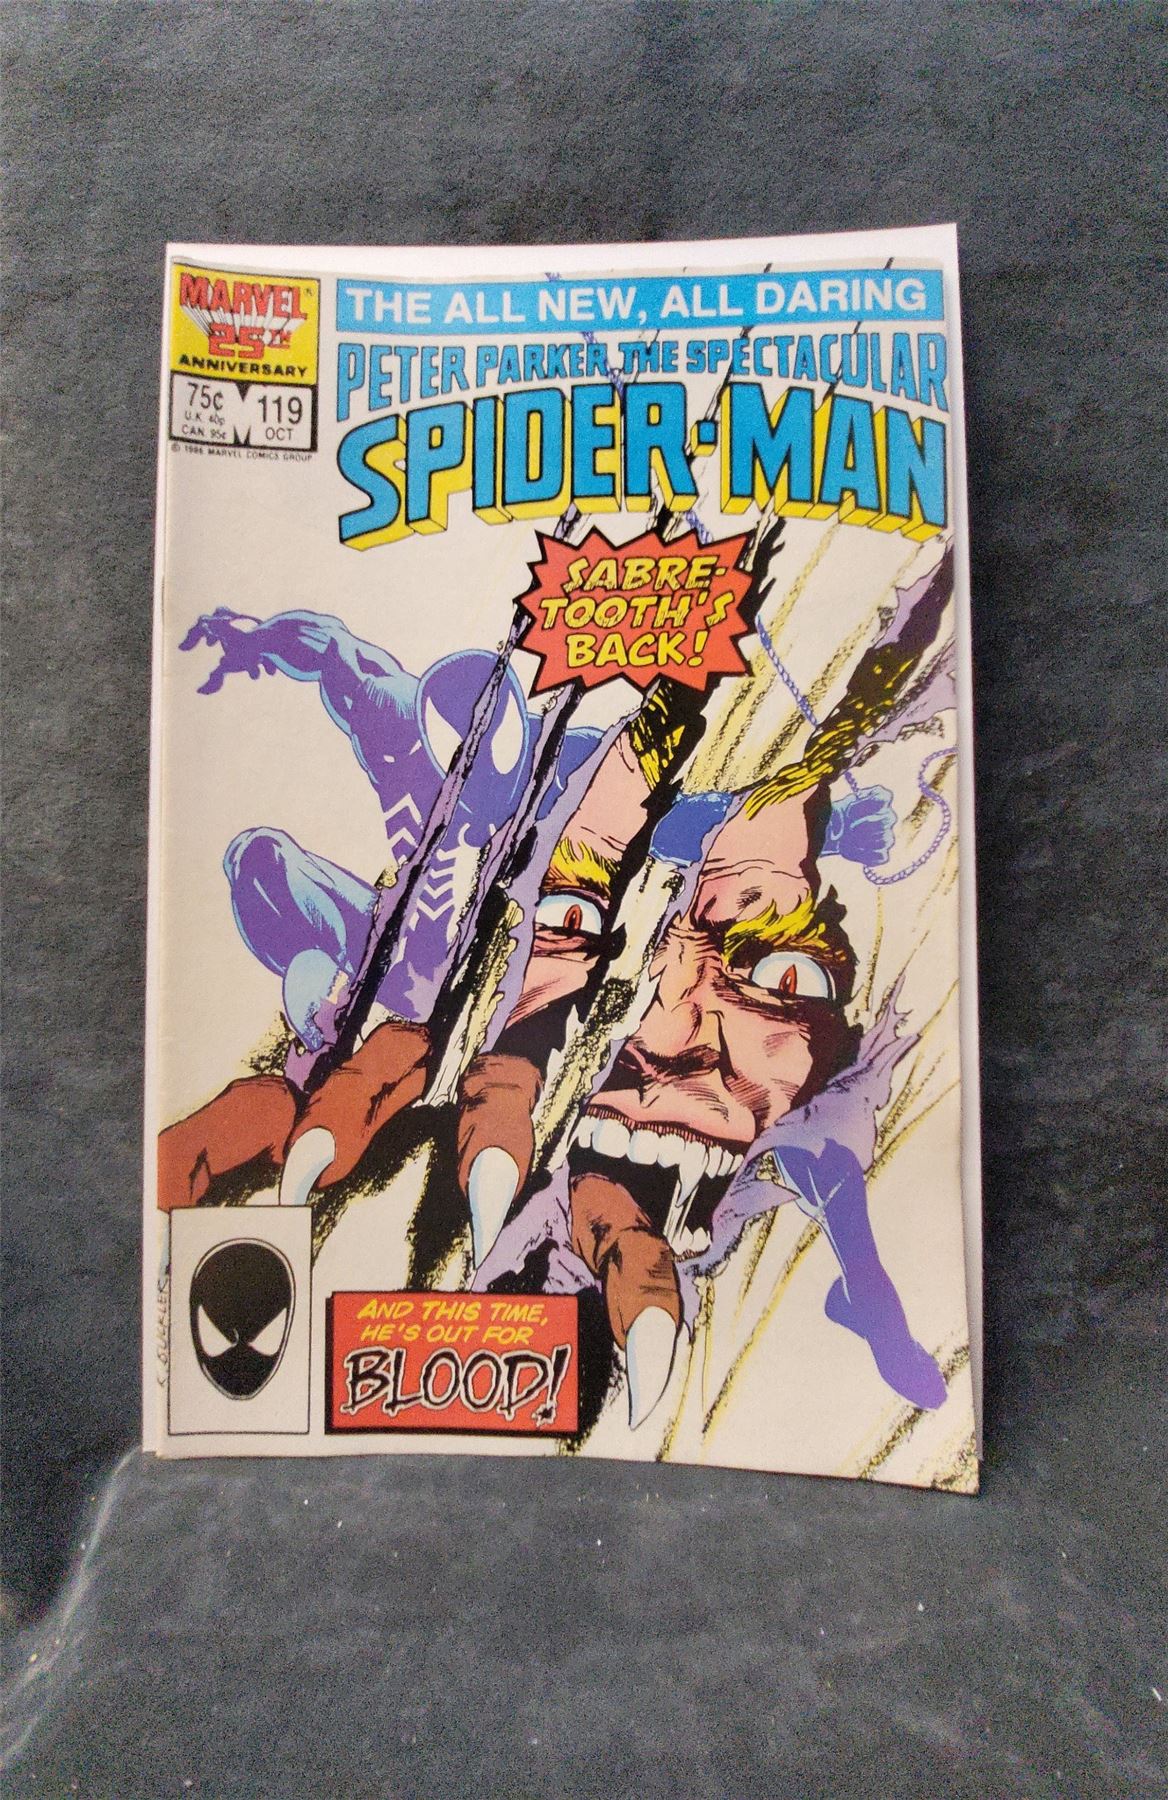 MARVEL®
25TH
ANNIVERSARY
75¢
U.K. 40p
CAN. 95¢
M
119
OCT
© 1986 MARVEL COMICS GROUP
THE ALL NEW, ALL DARING
PETER PARKER, THE SPECTACULAR
SPIDER-MAN
SABRE-
TOOTH'S
BACK!
AND THIS TIME,
HE'S OUT FOR
BLOOD!